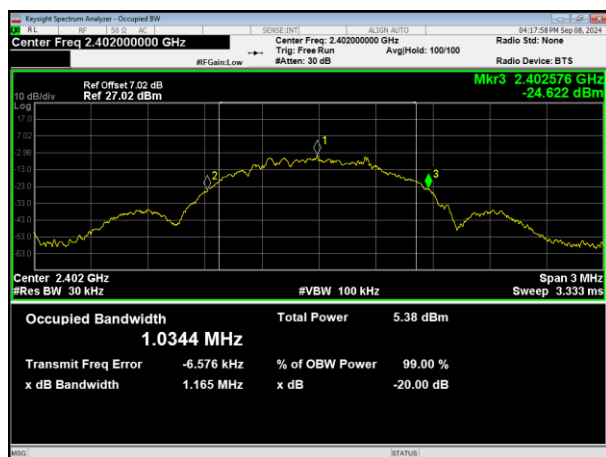 Keysight Spectrum Analyzer - Occupied BW
RL RF 50 Ω AC SENSE:INT ALIGN AUTO 04:17:58 PM Sep 08, 2024
Center Freq 2.402000000 GHz
Center Freq: 2.402000000 GHz
Radio Std: None
Trig: Free Run Avg|Hold: 100/100
#IFGain:Low #Atten: 30 dB Radio Device: BTS
Mkr3 2.402576 GHz
-24.622 dBm
Ref Offset 7.02 dB
10 dB/div Ref 27.02 dBm
Log
17.0
7.02
-2.98
-13.0
-23.0
-33.0
-43.0
-53.0
-63.0
1
2
3
Center 2.402 GHz Span 3 MHz
#Res BW 30 kHz #VBW 100 kHz Sweep 3.333 ms
Occupied Bandwidth Total Power 5.38 dBm
1.0344 MHz
Transmit Freq Error -6.576 kHz % of OBW Power 99.00 %
x dB Bandwidth 1.165 MHz x dB -20.00 dB
MSG STATUS